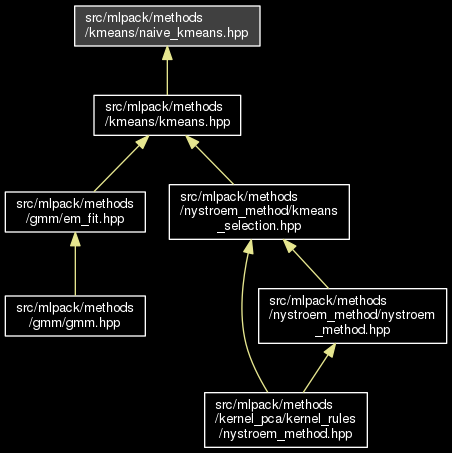 src/mlpack/methods
/kmeans/naive_kmeans.hpp
src/mlpack/methods
/kmeans/kmeans.hpp
src/mlpack/methods
/gmm/em_fit.hpp
src/mlpack/methods
/nystroem_method/kmeans
_selection.hpp
src/mlpack/methods
/gmm/gmm.hpp
src/mlpack/methods
/nystroem_method/nystroem
_method.hpp
src/mlpack/methods
/kernel_pca/kernel_rules
/nystroem_method.hpp